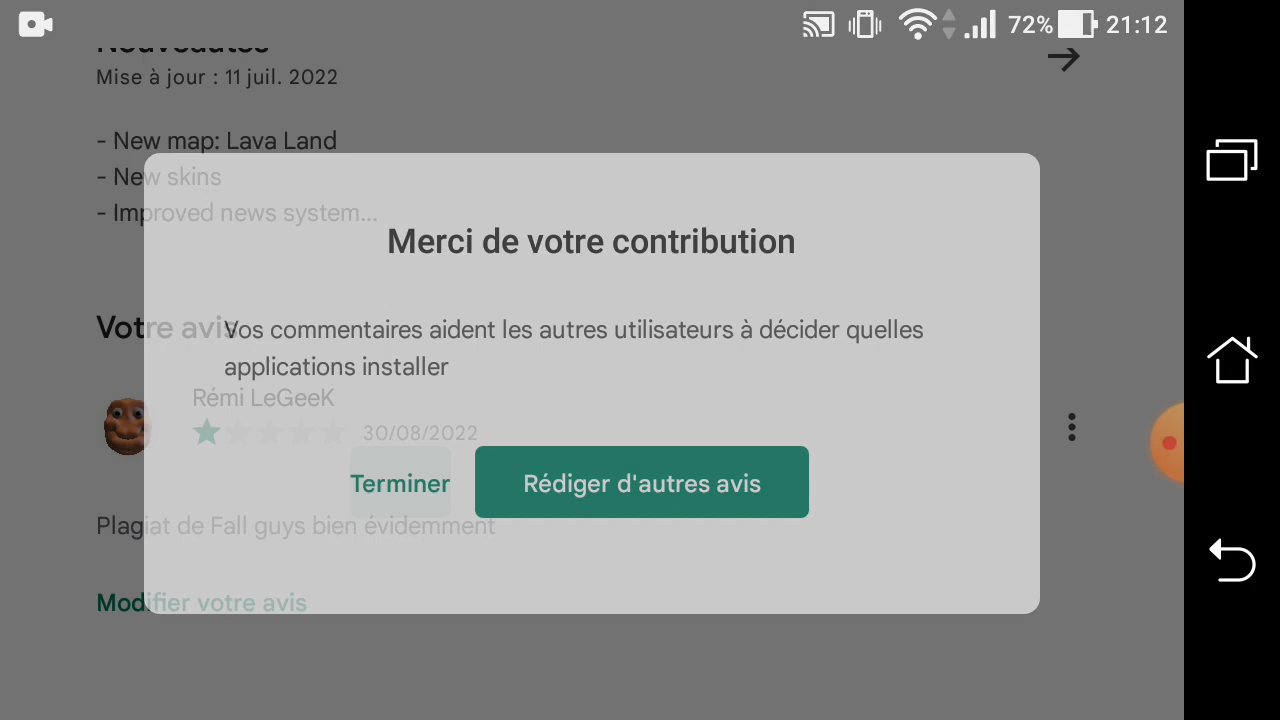 72% 21:12
Nouveautés
Mise à jour : 11 juil. 2022
- New map: Lava Land
- New skins
- Improved news system...
Merci de votre contribution
Votre avis
Vos commentaires aident les autres utilisateurs à décider quelles
applications installer
Rémi LeGeeK
30/08/2022
Terminer
Rédiger d'autres avis
Plagiat de Fall guys bien évidemment
Modifier votre avis